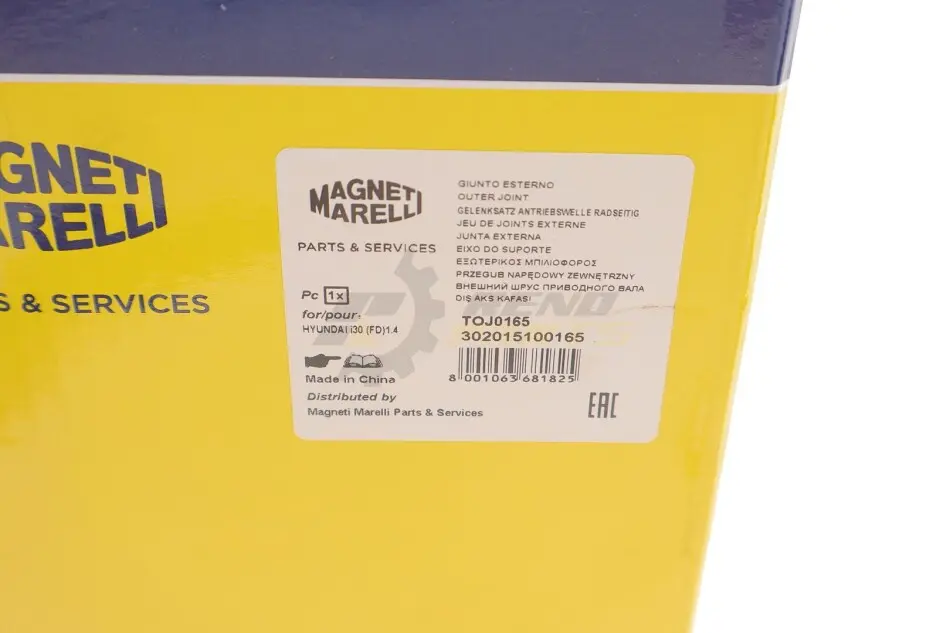 GNETI
ARELLI
S & SERVICES
MAGNETI
MARELLI
PARTS & SERVICES
Pc 1x
for/pour:
HYUNDAI i30 (FD)1.4
Made in China
Distributed by
Magneti Marelli Parts & Services
GIUNTO ESTERNO
OUTER JOINT
GELENKSATZ ANTRIEBSWELLE RADSEITIG
JEU DE JOINTS EXTERNE
JUNTA EXTERNA
EIXO DO SUPORTE
ΕΞΩΤΕΡΙΚΟΣ ΜΠΙΛΙΟΦΟΡΟΣ
PRZEGUB NAPĘDOWY ZEWNĘTRZNY
ВНЕШНИЙ ШРУС ПРИВОДНОГО ВАЛА
DIŞ AKS KAFASI
TOJ0165
302015100165
8 001063 681825
EAC